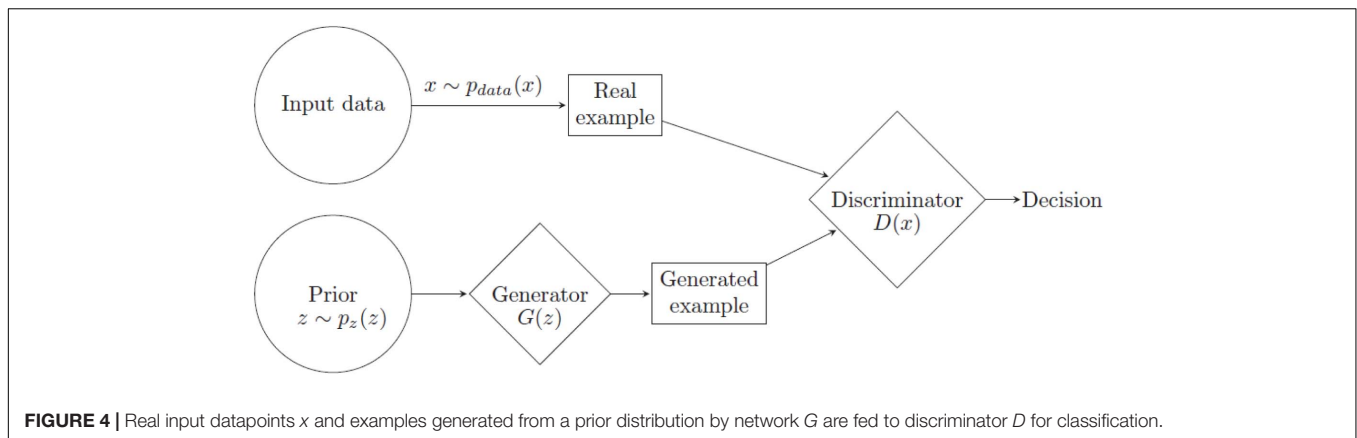 Input data
x ∼ p_data(x)
Real
example
Discriminator
D(x)
Decision
Prior
z ∼ p_z(z)
Generator
G(z)
Generated
example
FIGURE 4 | Real input datapoints x and examples generated from a prior distribution by network G are fed to discriminator D for classification.